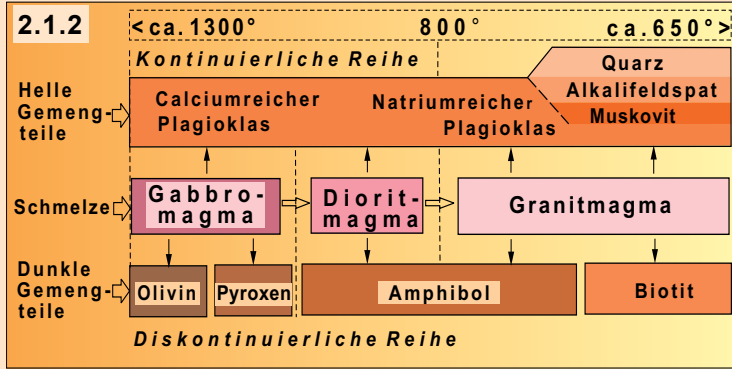 2.1.2
<ca.1300° 800° ca.650°>
Kontinuierliche Reihe
Helle
Gemeng-
teile
Calciumreicher
Plagioklas
Natriumreicher
Plagioklas
Quarz
Alkalifeldspat
Muskovit
Schmelze
Gabbro-
magma
Diorit-
magma
Granitmagma
Dunkle
Gemeng-
teile
Olivin
Pyroxen
Amphibol
Biotit
Diskontinuierliche Reihe